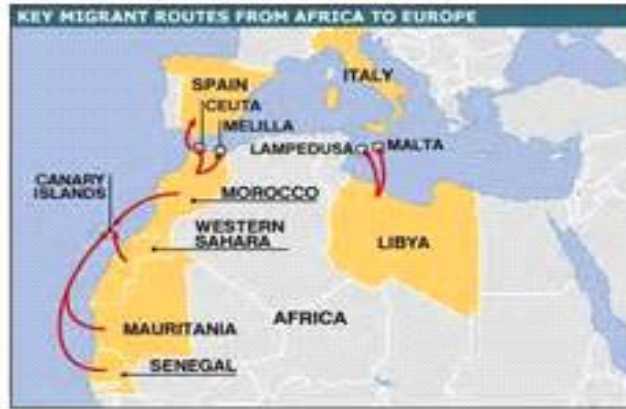 KEY MIGRANT ROUTES FROM AFRICA TO EUROPE
SPAIN
ITALY
CEUTA
MELILLA
LAMPEDUSA
MALTA
CANARY
ISLANDS
MOROCCO
WESTERN
SAHARA
LIBYA
AFRICA
MAURITANIA
SENEGAL